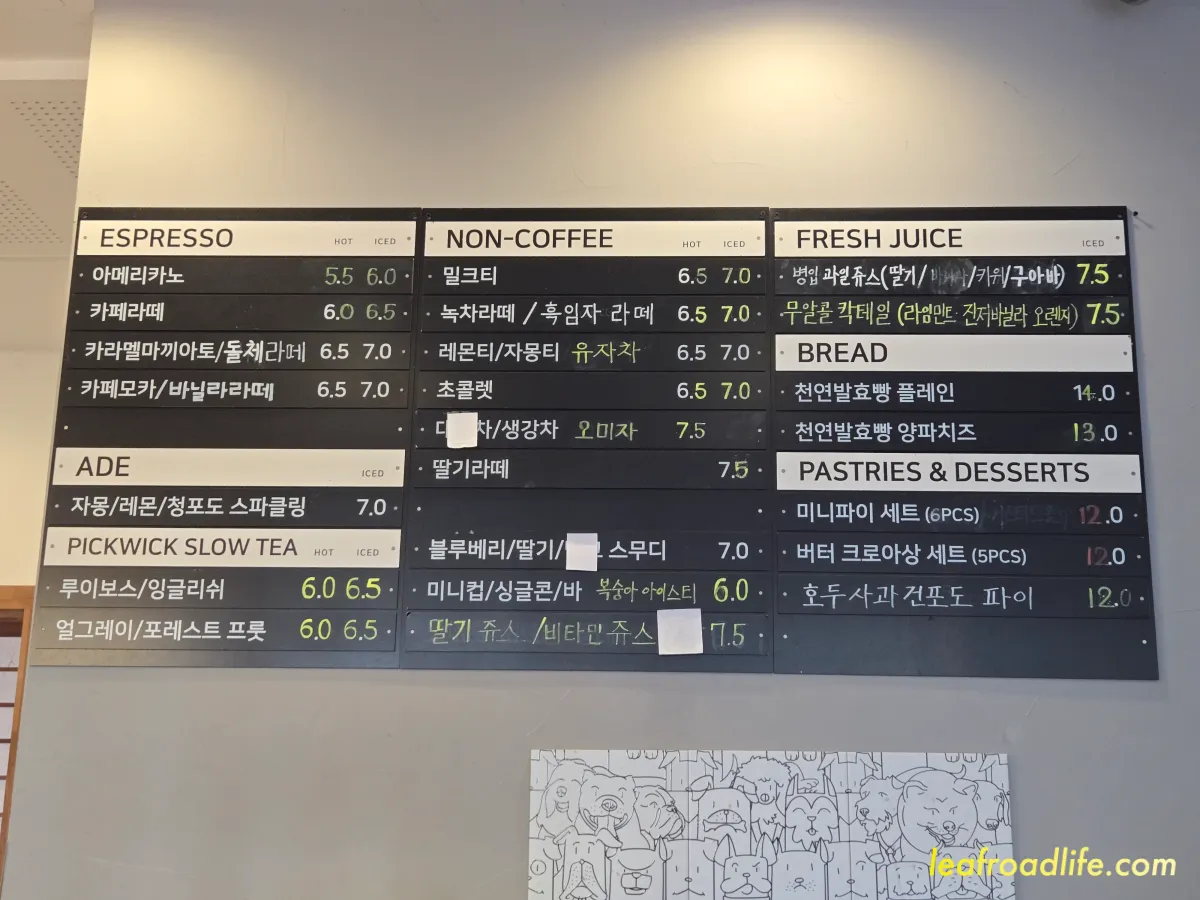 ESPRESSO HOT ICED
아메리카노 5.5 6.0
카페라떼 6.0 6.5
카라멜마끼아토/돌체라떼 6.5 7.0
카페모카/바닐라라떼 6.5 7.0
ADE ICED
자몽/레몬/청포도 스파클링 7.0
PICKWICK SLOW TEA HOT ICED
루이보스/잉글리쉬 6.0 6.5
얼그레이/포레스트 프룻 6.0 6.5
NON-COFFEE HOT ICED
밀크티 6.5 7.0
녹차라떼 / 흑임자 라떼 6.5 7.0
레몬티/자몽티 유자차 6.5 7.0
초콜렛 6.5 7.0
차/생강차 오미자 7.5
딸기라떼 7.5
블루베리/딸기/ 스무디 7.0
미니컵/싱글콘/바 복숭아 아이스티 6.0
딸기 쥬스 /비타민 쥬스 7.5
FRESH JUICE ICED
병입 과일쥬스(딸기/ /키위/구아바) 7.5
무알콜 칵테일 (라임민트 진저바닐라 오렌지) 7.5
BREAD
천연발효빵 플레인 14.0
천연발효빵 양파치즈 13.0
PASTRIES & DESSERTS
미니파이 세트 (6PCS) 12.0
버터 크로아상 세트 (5PCS) 12.0
호두 사과 건포도 파이 12.0
leafroadlife.com